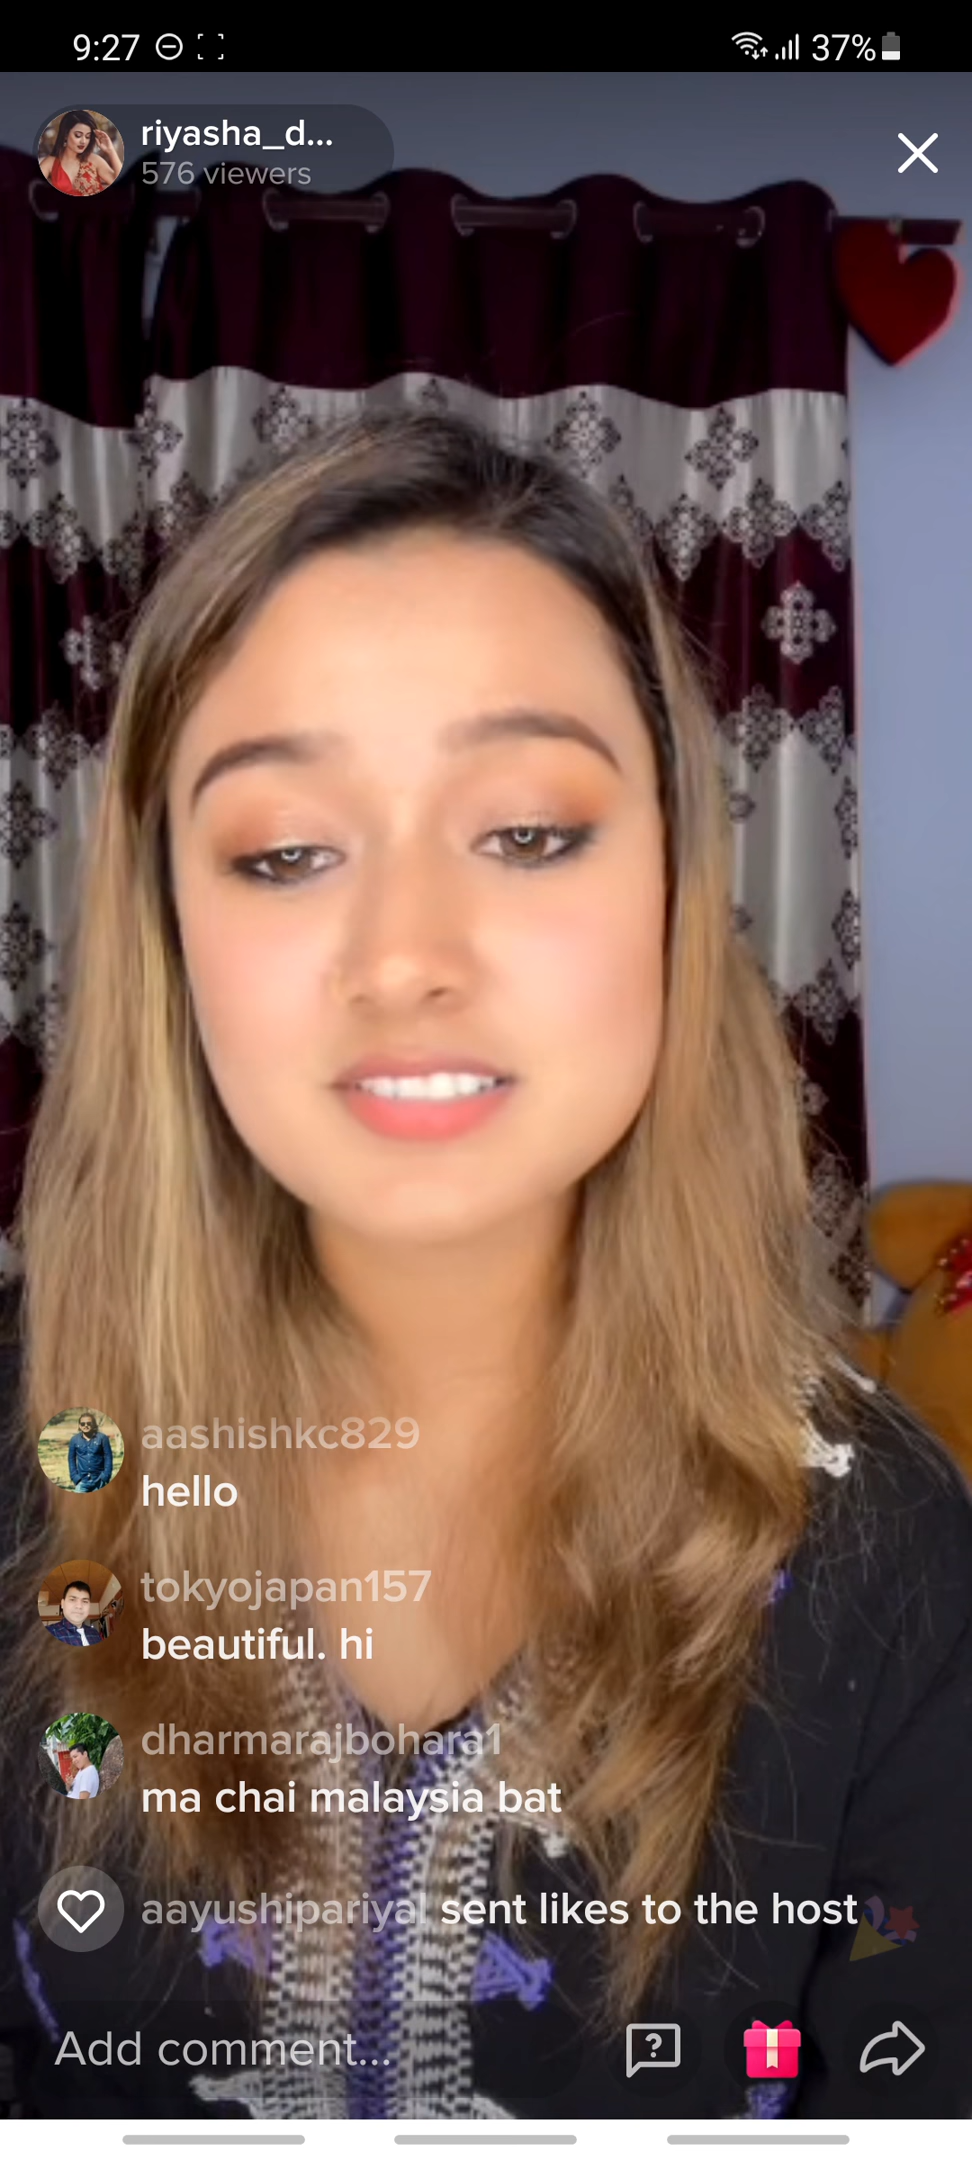 9:27
37%
riyasha_d...
576 viewers
aashishkc829
hello
tokyojapan157
beautiful. hi
dharmarajbohara1
ma chai malaysia bat
aayushipariyal sent likes to the host
Add comment...
?